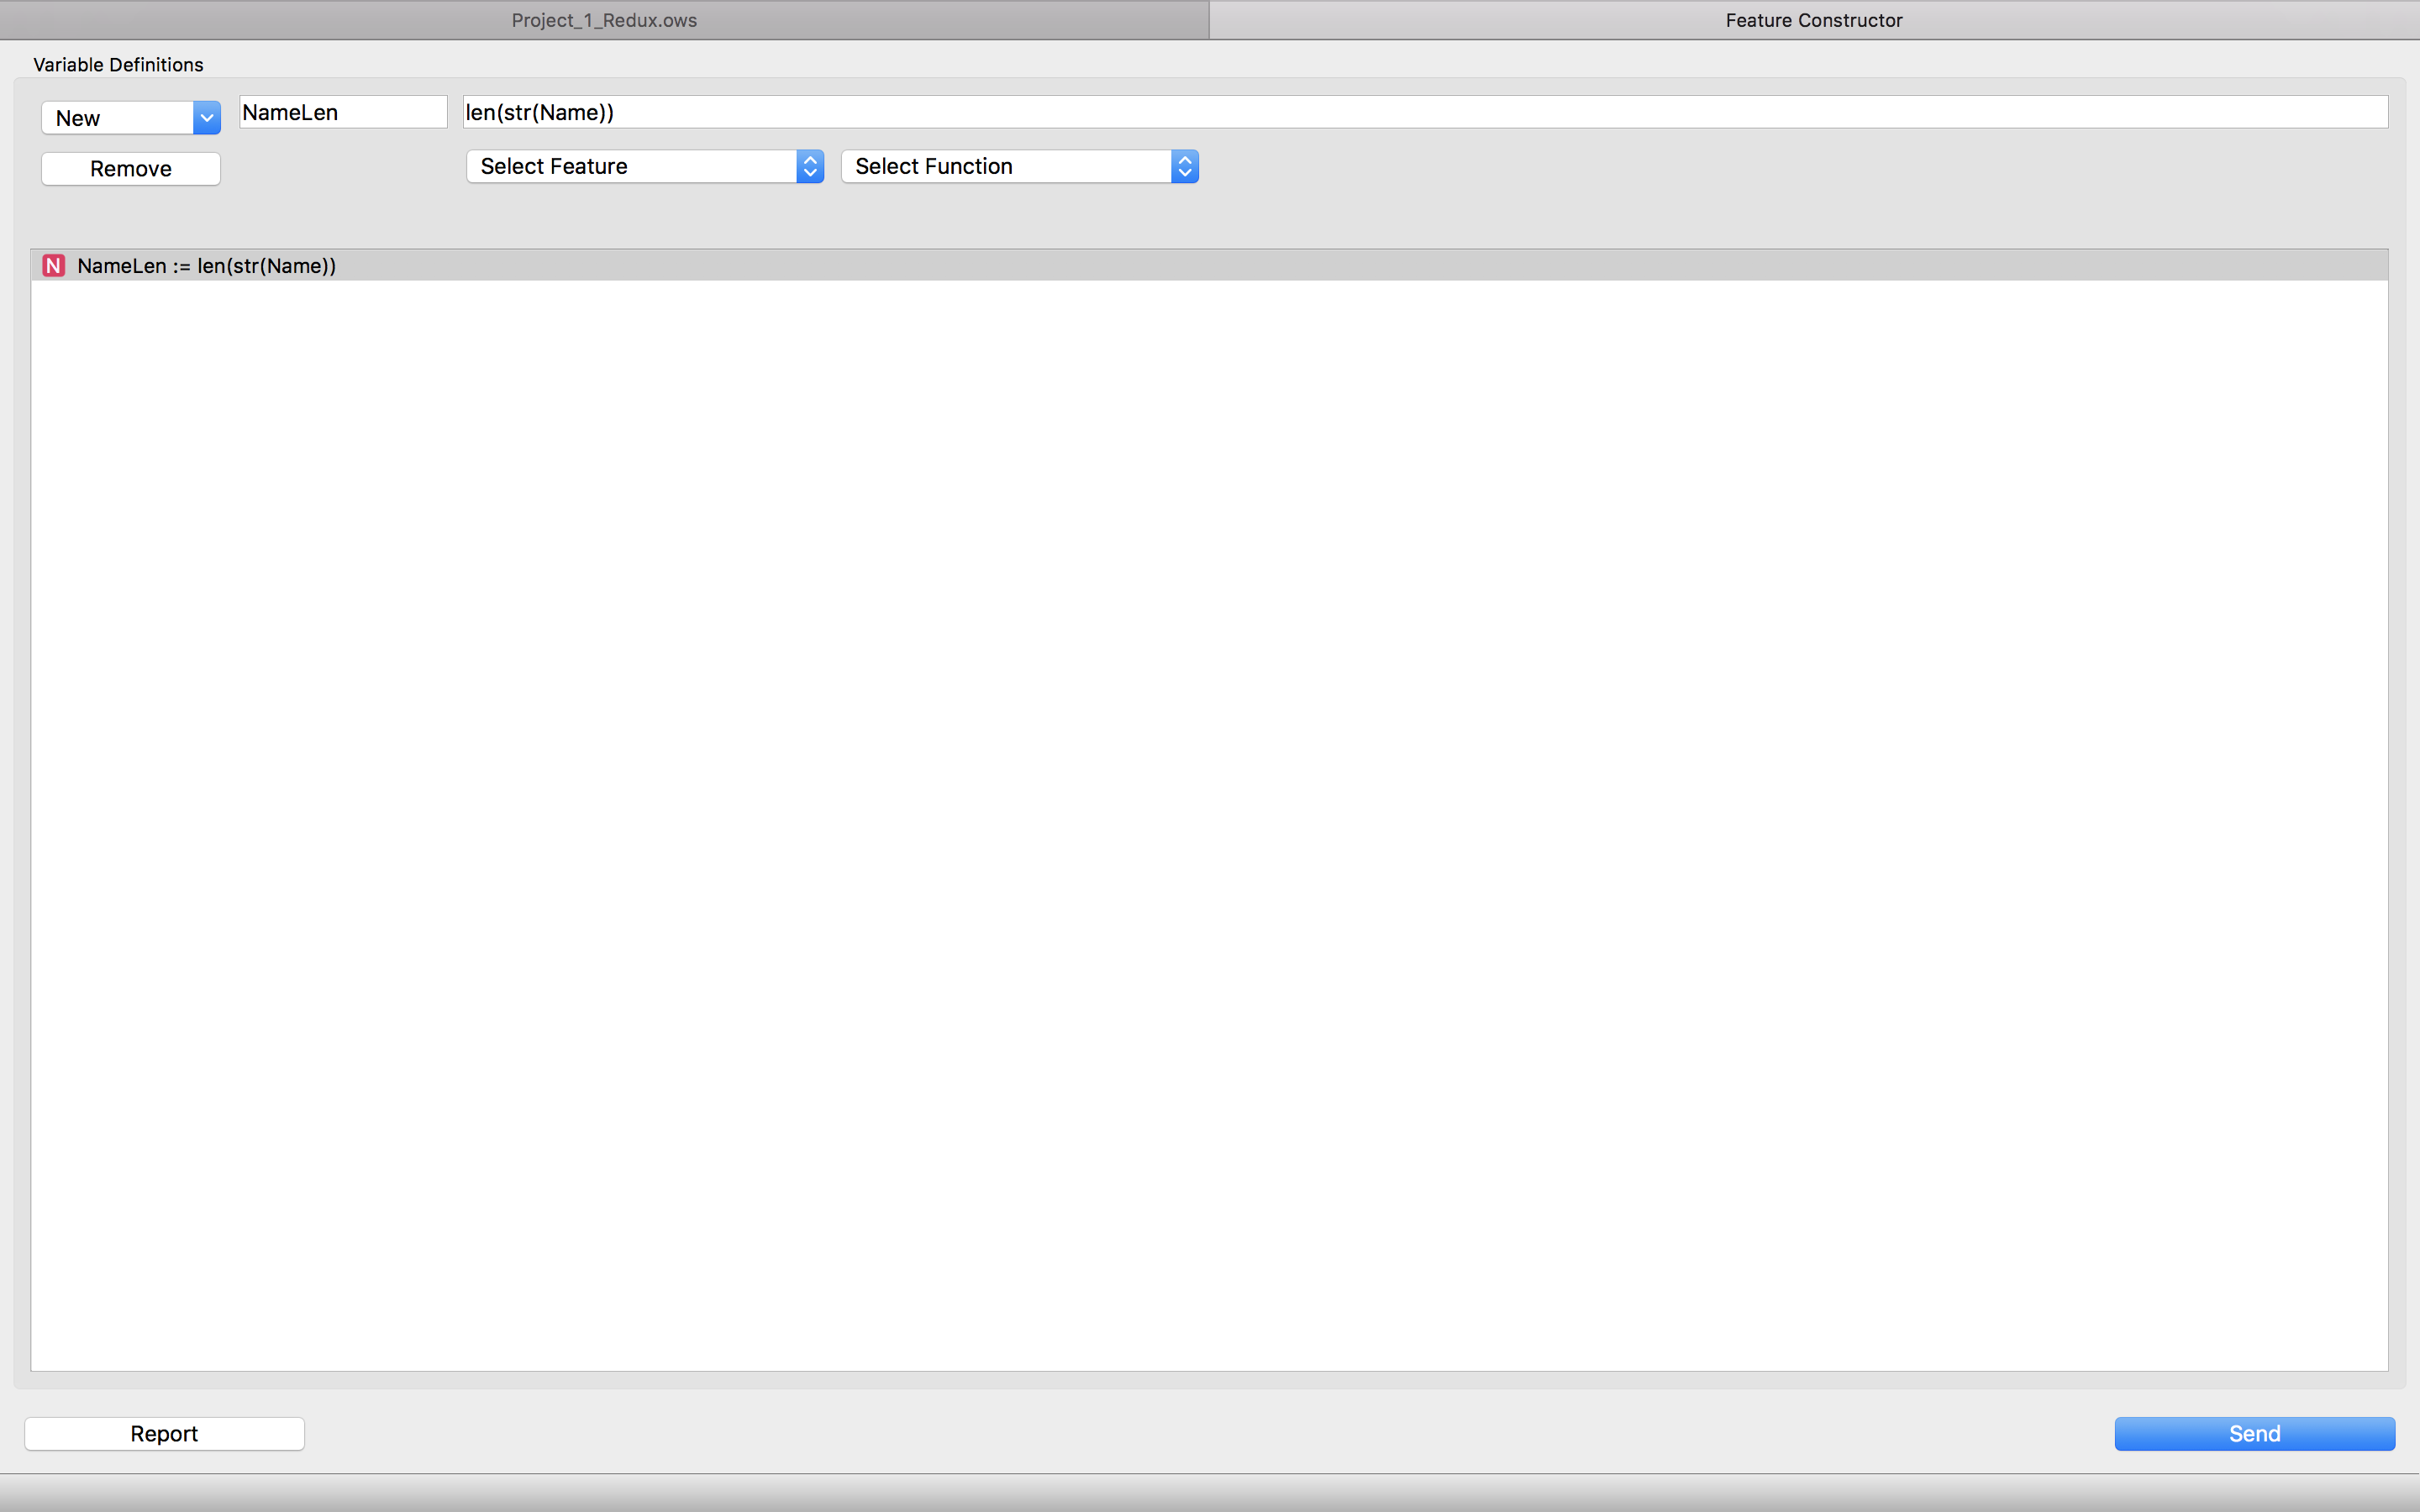 Project_1_Redux.ows Feature Constructor
Variable Definitions
New NameLen len(str(Name))
Remove Select Feature Select Function
N NameLen := len(str(Name))
Report Send